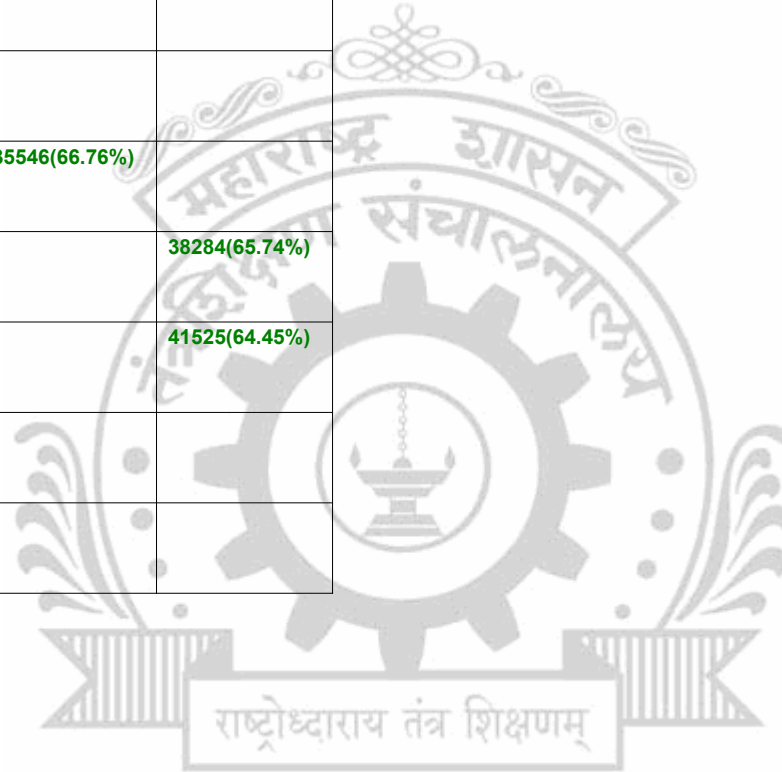 35546(66.76%)
38284(65.74%)
41525(64.45%)
महाराष्ट्र शासन
तंत्रशिक्षण संचालनालय
राष्ट्रोध्दाराय तंत्र शिक्षणम्